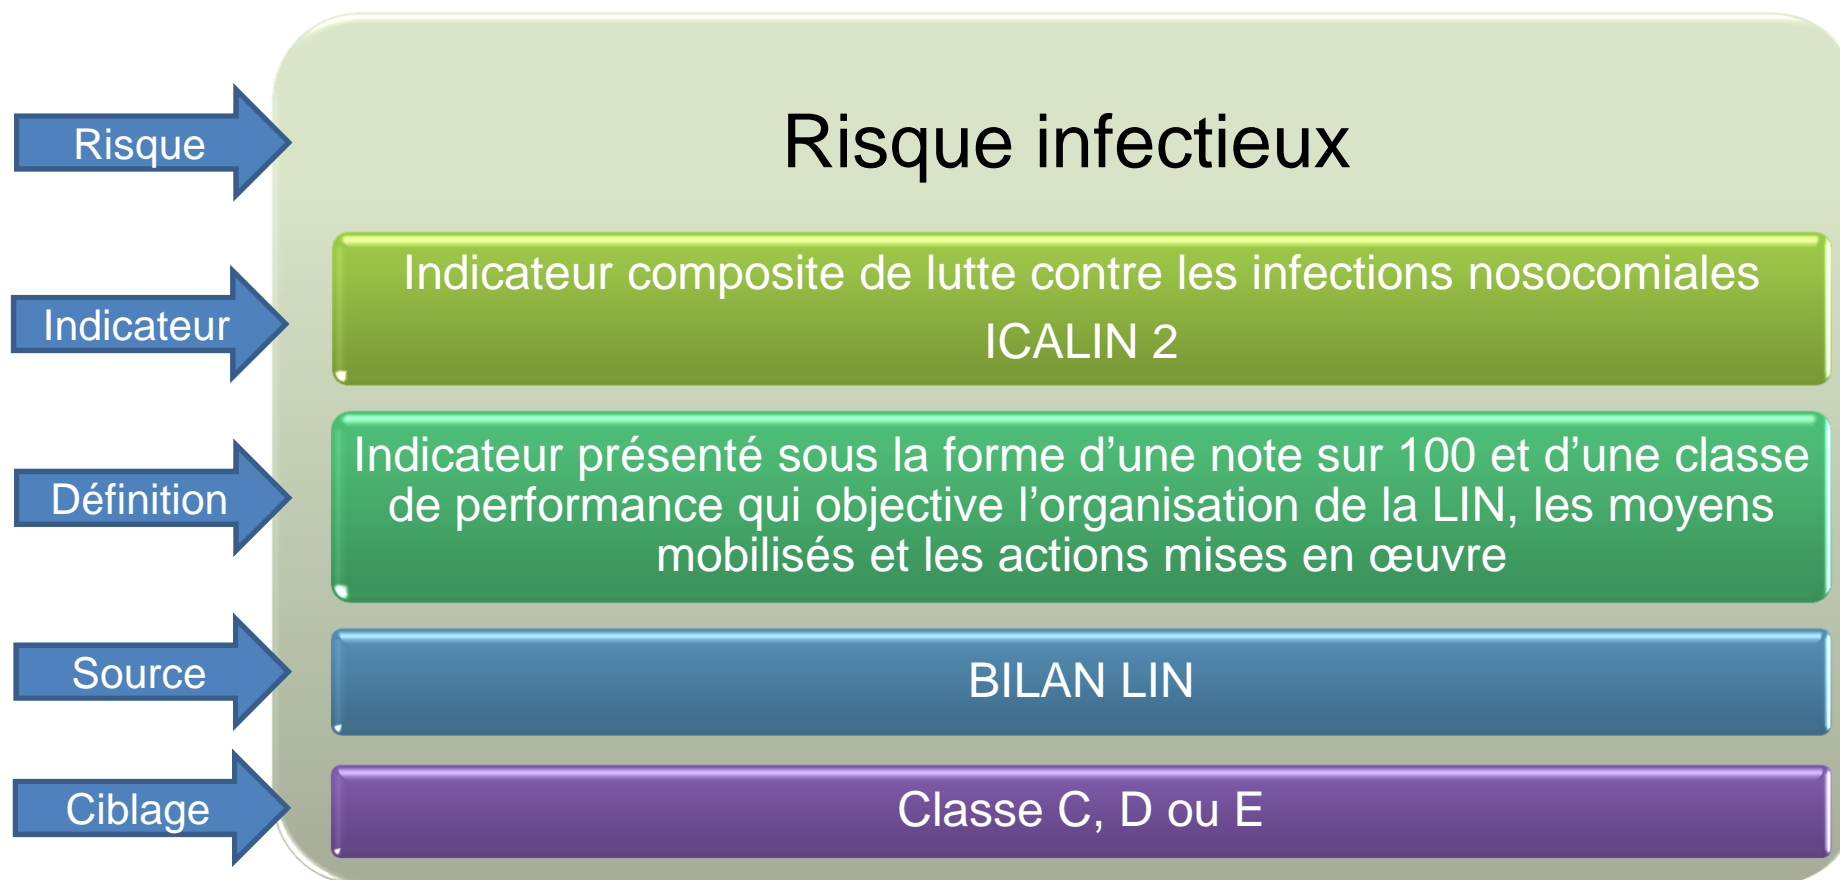 Risque
Risque infectieux
Indicateur
Indicateur composite de lutte contre les infections nosocomiales
ICALIN 2
Définition
Indicateur présenté sous la forme d’une note sur 100 et d’une classe
de performance qui objective l’organisation de la LIN, les moyens
mobilisés et les actions mises en œuvre
Source
BILAN LIN
Ciblage
Classe C, D ou E